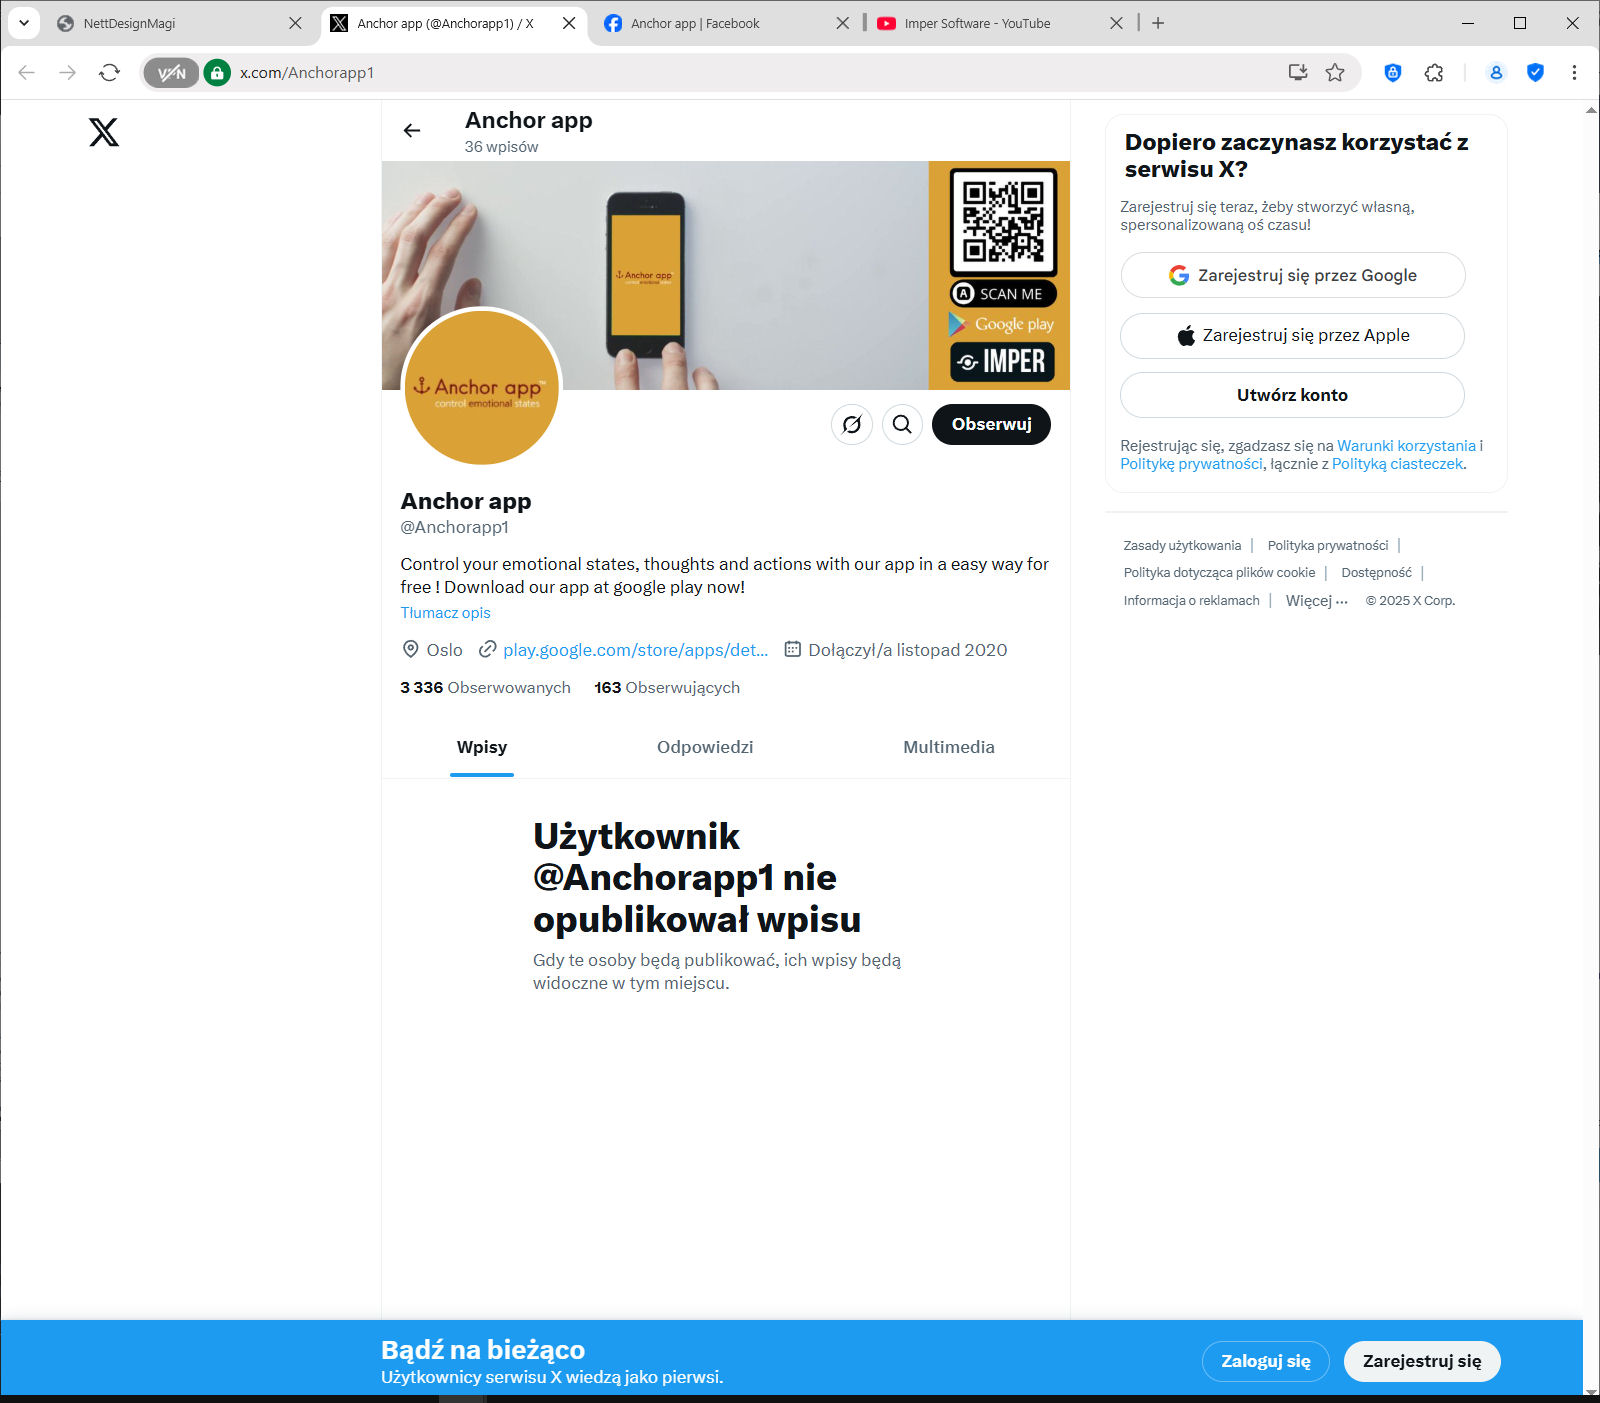 NettDesignMagi
Anchor app (@Anchorapp1) / X
Anchor app | Facebook
Imper Software - YouTube
VPN
x.com/Anchorapp1
Anchor app
36 wpisów
Anchor app
control emotional states
SCAN ME
Google play
IMPER
Anchor app™
control emotional states
Obserwuj
Anchor app
@Anchorapp1
Control your emotional states, thoughts and actions with our app in a easy way for
free ! Download our app at google play now!
Tłumacz opis
Oslo
play.google.com/store/apps/det...
Dołączył/a listopad 2020
3 336 Obserwowanych
163 Obserwujących
Wpisy
Odpowiedzi
Multimedia
Użytkownik
@Anchorapp1 nie
opublikował wpisu
Gdy te osoby będą publikować, ich wpisy będą
widoczne w tym miejscu.
Dopiero zaczynasz korzystać z
serwisu X?
Zarejestruj się teraz, żeby stworzyć własną,
spersonalizowaną oś czasu!
Zarejestruj się przez Google
Zarejestruj się przez Apple
Utwórz konto
Rejestrując się, zgadzasz się na Warunki korzystania i
Politykę prywatności, łącznie z Polityką ciasteczek.
Zasady użytkowania |
Polityka prywatności |
Polityka dotycząca plików cookie |
Dostępność |
Informacja o reklamach |
Więcej ···
© 2025 X Corp.
Bądź na bieżąco
Użytkownicy serwisu X wiedzą jako pierwsi.
Zaloguj się
Zarejestruj się